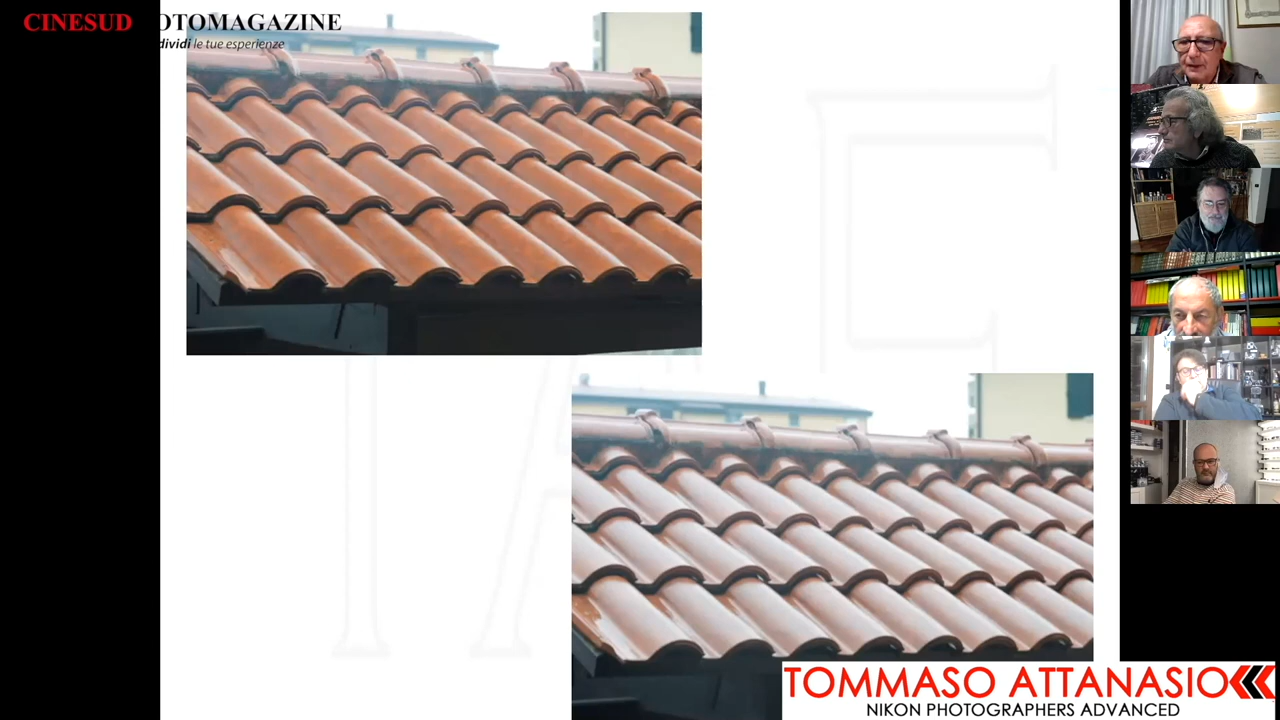 CINESUD OTOMAGAZINE
dividi le tue esperienze
TOMMASO ATTANASIO
NIKON PHOTOGRAPHERS ADVANCED